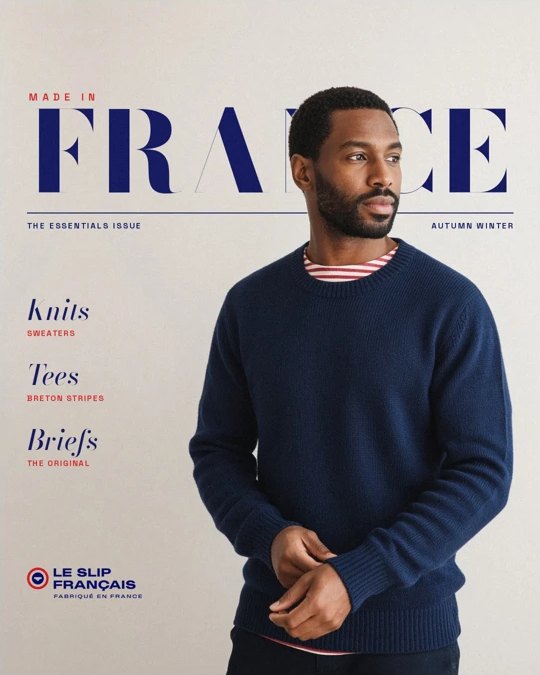 MADE IN
FRANCE
THE ESSENTIALS ISSUE
AUTUMN WINTER
Knits
SWEATERS
Tees
BRETON STRIPES
Briefs
THE ORIGINAL
LE SLIP
FRANÇAIS
FABRIQUÉ EN FRANCE